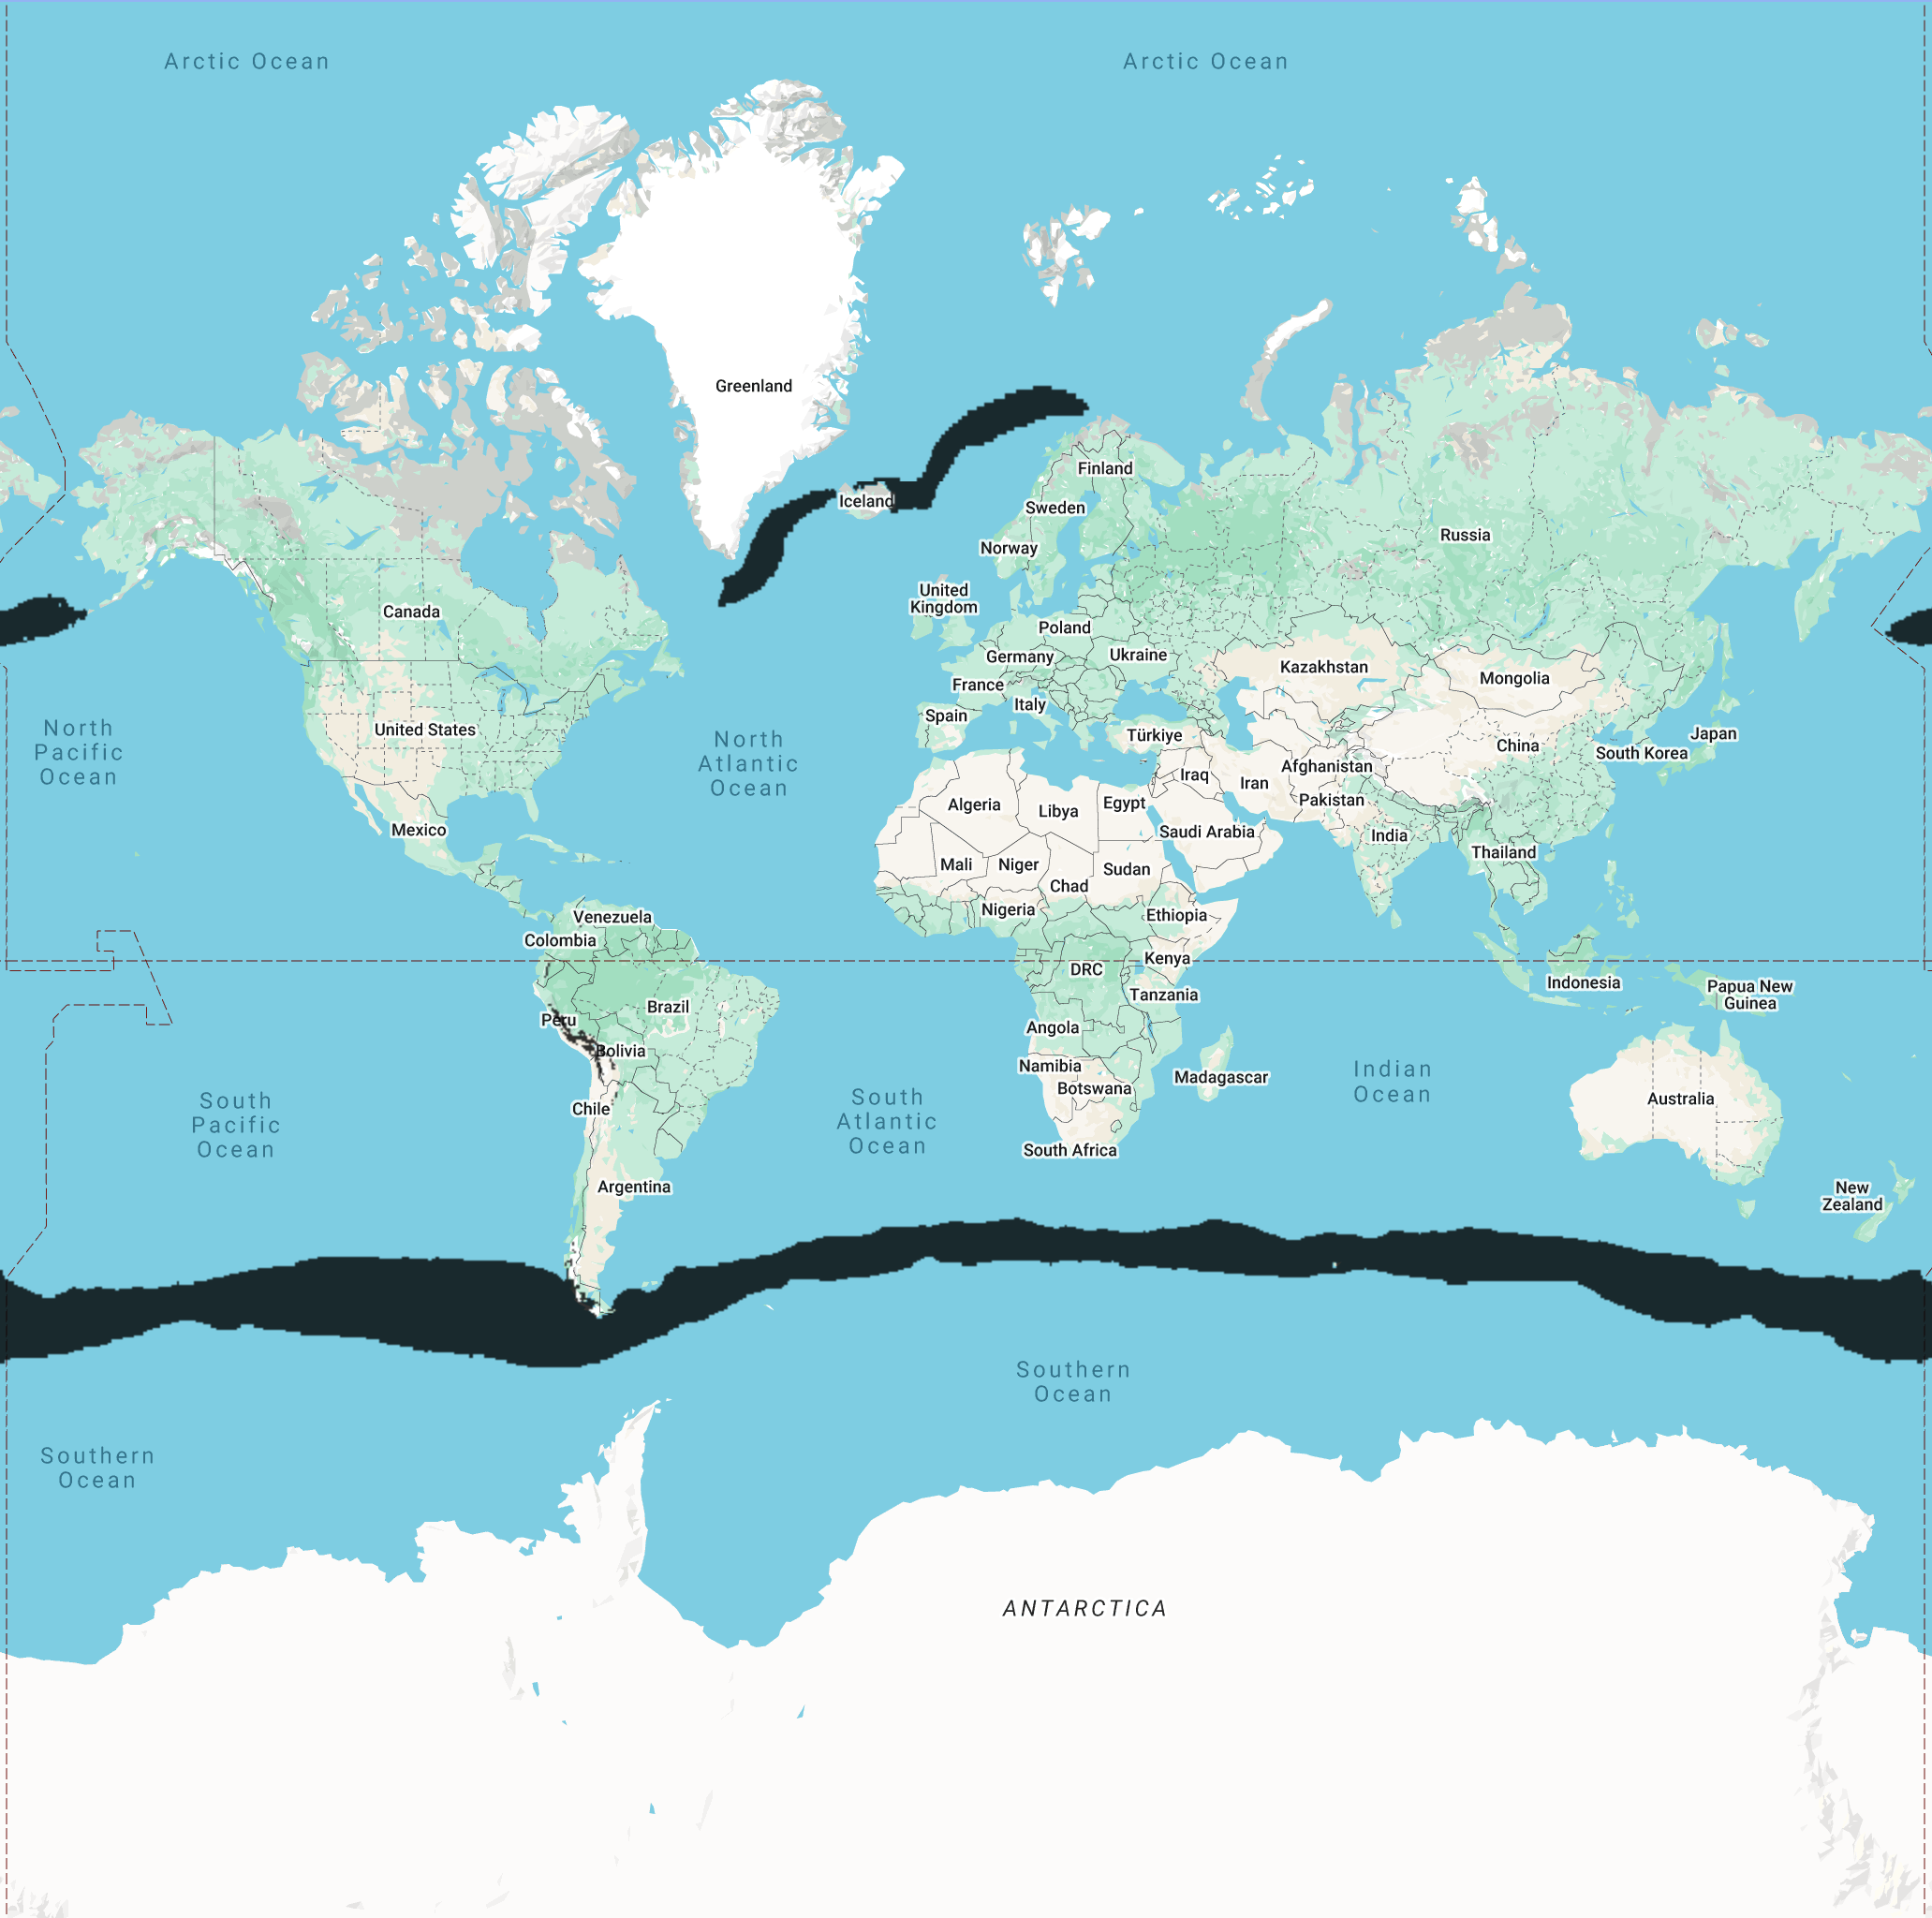 Arctic Ocean
Arctic Ocean
Greenland
Iceland
Finland
Sweden
Norway
Russia
United
Kingdom
Canada
Poland
Germany
Ukraine
Kazakhstan
Mongolia
France
Italy
Spain
United States
Türkiye
China
Japan
South Korea
North
Pacific
Ocean
North
Atlantic
Ocean
Iraq
Iran
Afghanistan
Pakistan
Algeria
Libya
Egypt
Saudi Arabia
India
Mexico
Mali
Niger
Chad
Sudan
Thailand
Nigeria
Ethiopia
Venezuela
Colombia
Kenya
DRC
Indonesia
Tanzania
Papua New
Guinea
Brazil
Peru
Angola
Bolivia
Namibia
Botswana
Madagascar
Indian
Ocean
Australia
Chile
South
Pacific
Ocean
South
Atlantic
Ocean
South Africa
Argentina
New
Zealand
Southern
Ocean
Southern
Ocean
ANTARCTICA